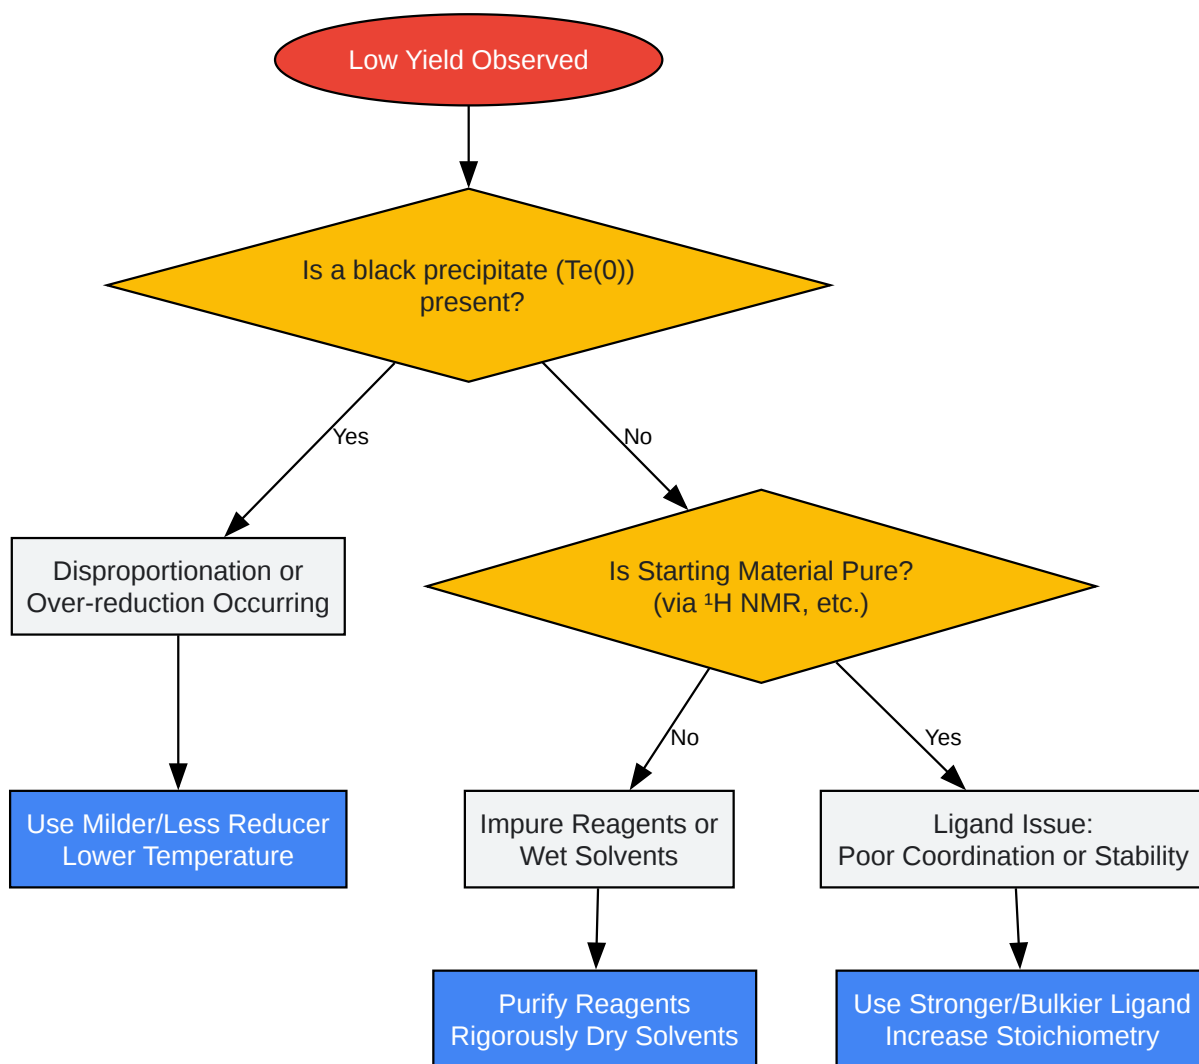 Low Yield Observed
Is a black precipitate (Te(0))
present?
Yes
No
Disproportionation or
Over-reduction Occurring
Is Starting Material Pure?
(via ¹H NMR, etc.)
No
Yes
Use Milder/Less Reducer
Lower Temperature
Impure Reagents or
Wet Solvents
Ligand Issue:
Poor Coordination or Stability
Purify Reagents
Rigorously Dry Solvents
Use Stronger/Bulkier Ligand
Increase Stoichiometry